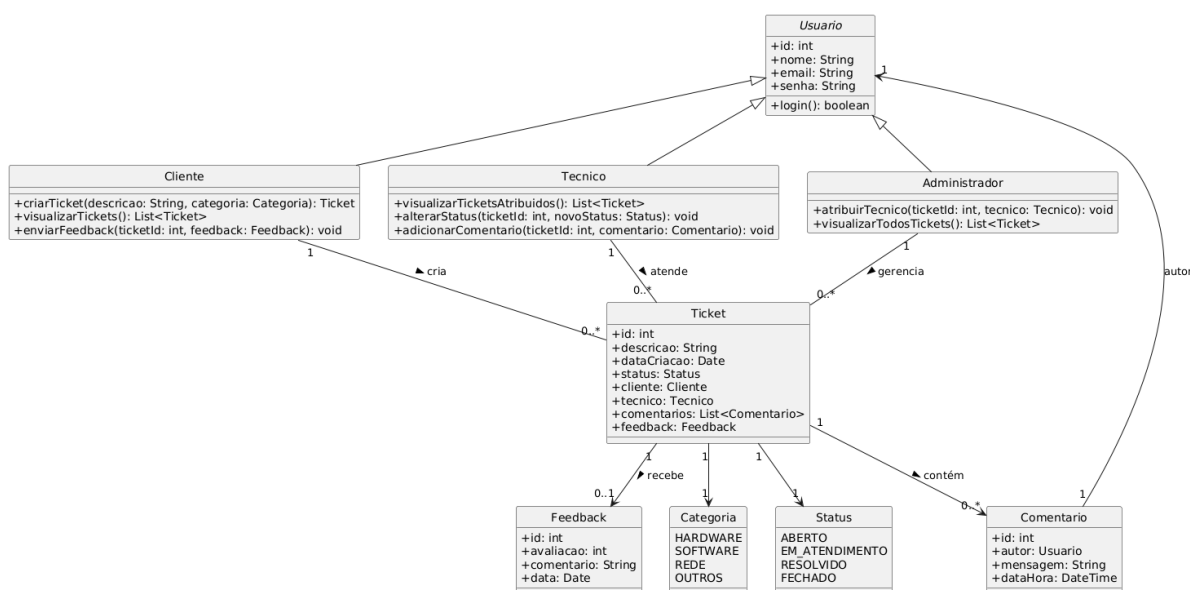 Usuario
+id: int
+nome: String
+email: String
+senha: String
+login(): boolean
1
Cliente
+criarTicket(descricao: String, categoria: Categoria): Ticket
+visualizarTickets(): List<Ticket>
+enviarFeedback(ticketId: int, feedback: Feedback): void
Tecnico
+visualizarTicketsAtribuidos(): List<Ticket>
+alterarStatus(ticketId: int, novoStatus: Status): void
+adicionarComentario(ticketId: int, comentario: Comentario): void
Administrador
+atribuirTecnico(ticketId: int, tecnico: Tecnico): void
+visualizarTodosTickets(): List<Ticket>
1
1
1
cria
atende
gerencia
autor
0..*
0..*
0..*
Ticket
+id: int
+descricao: String
+dataCriacao: Date
+status: Status
+cliente: Cliente
+tecnico: Tecnico
+comentarios: List<Comentario>
+feedback: Feedback
1
1
1
1
recebe
contém
0..1
1
1
0..*
1
Feedback
+id: int
+avaliacao: int
+comentario: String
+data: Date
Categoria
HARDWARE
SOFTWARE
REDE
OUTROS
Status
ABERTO
EM_ATENDIMENTO
RESOLVIDO
FECHADO
Comentario
+id: int
+autor: Usuario
+mensagem: String
+dataHora: DateTime